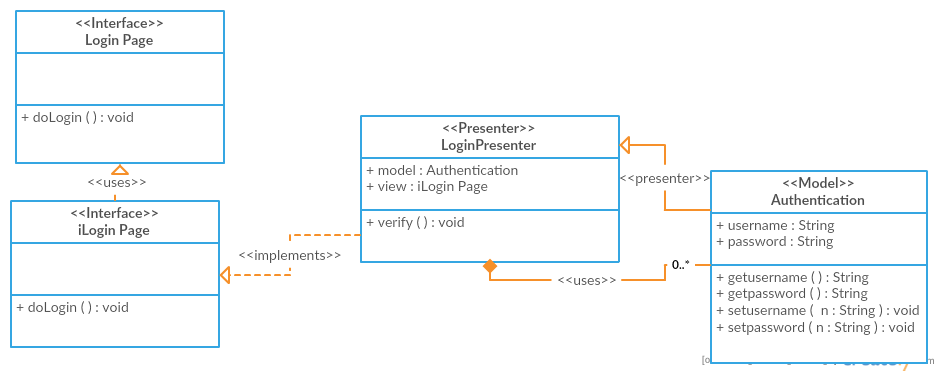 <<Interface>>
Login Page
+ doLogin ( ) : void
<<uses>>
<<Interface>>
iLogin Page
+ doLogin ( ) : void
<<implements>>
<<Presenter>>
LoginPresenter
+ model : Authentication
+ view : iLogin Page
+ verify ( ) : void
<<presenter>>
<<uses>>
0..*
<<Model>>
Authentication
+ username : String
+ password : String
+ getusername ( ) : String
+ getpassword ( ) : String
+ setusername ( n : String ) : void
+ setpassword ( n : String ) : void